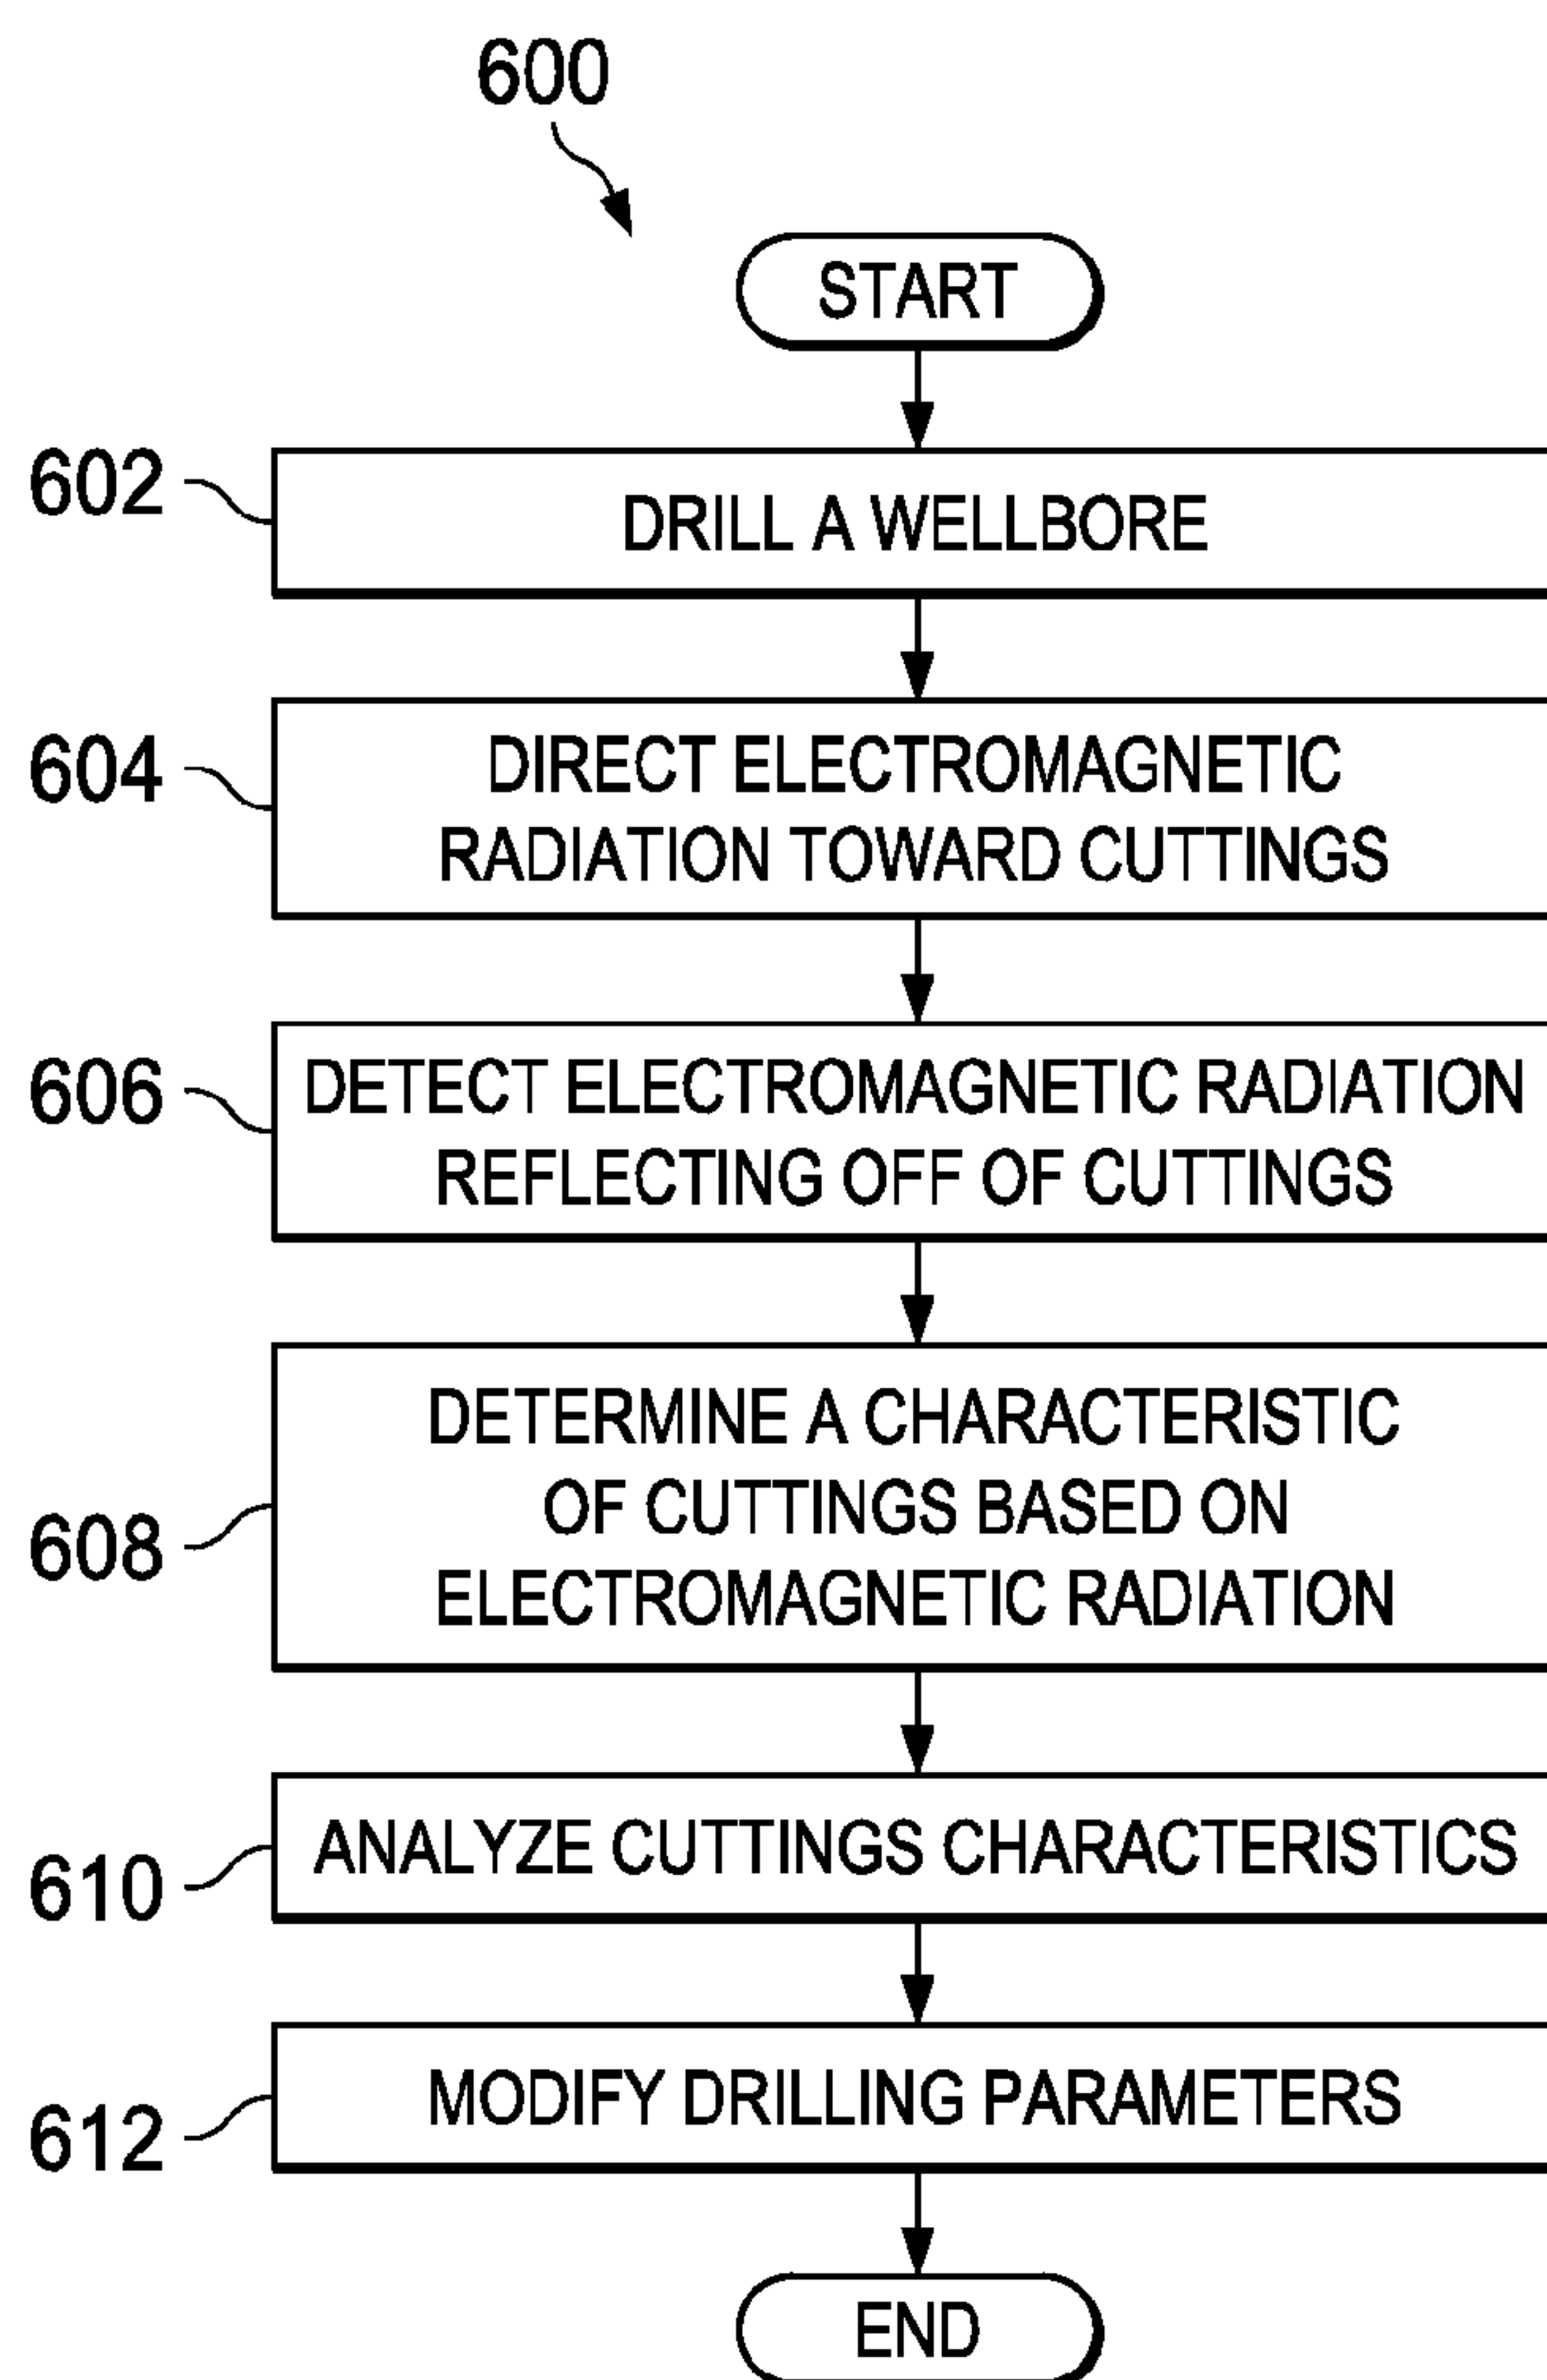 600
START
602
DRILL A WELLBORE
604
DIRECT ELECTROMAGNETIC
RADIATION TOWARD CUTTINGS
606
DETECT ELECTROMAGNETIC RADIATION
REFLECTING OFF OF CUTTINGS
608
DETERMINE A CHARACTERISTIC
OF CUTTINGS BASED ON
ELECTROMAGNETIC RADIATION
610
ANALYZE CUTTINGS CHARACTERISTICS
612
MODIFY DRILLING PARAMETERS
END